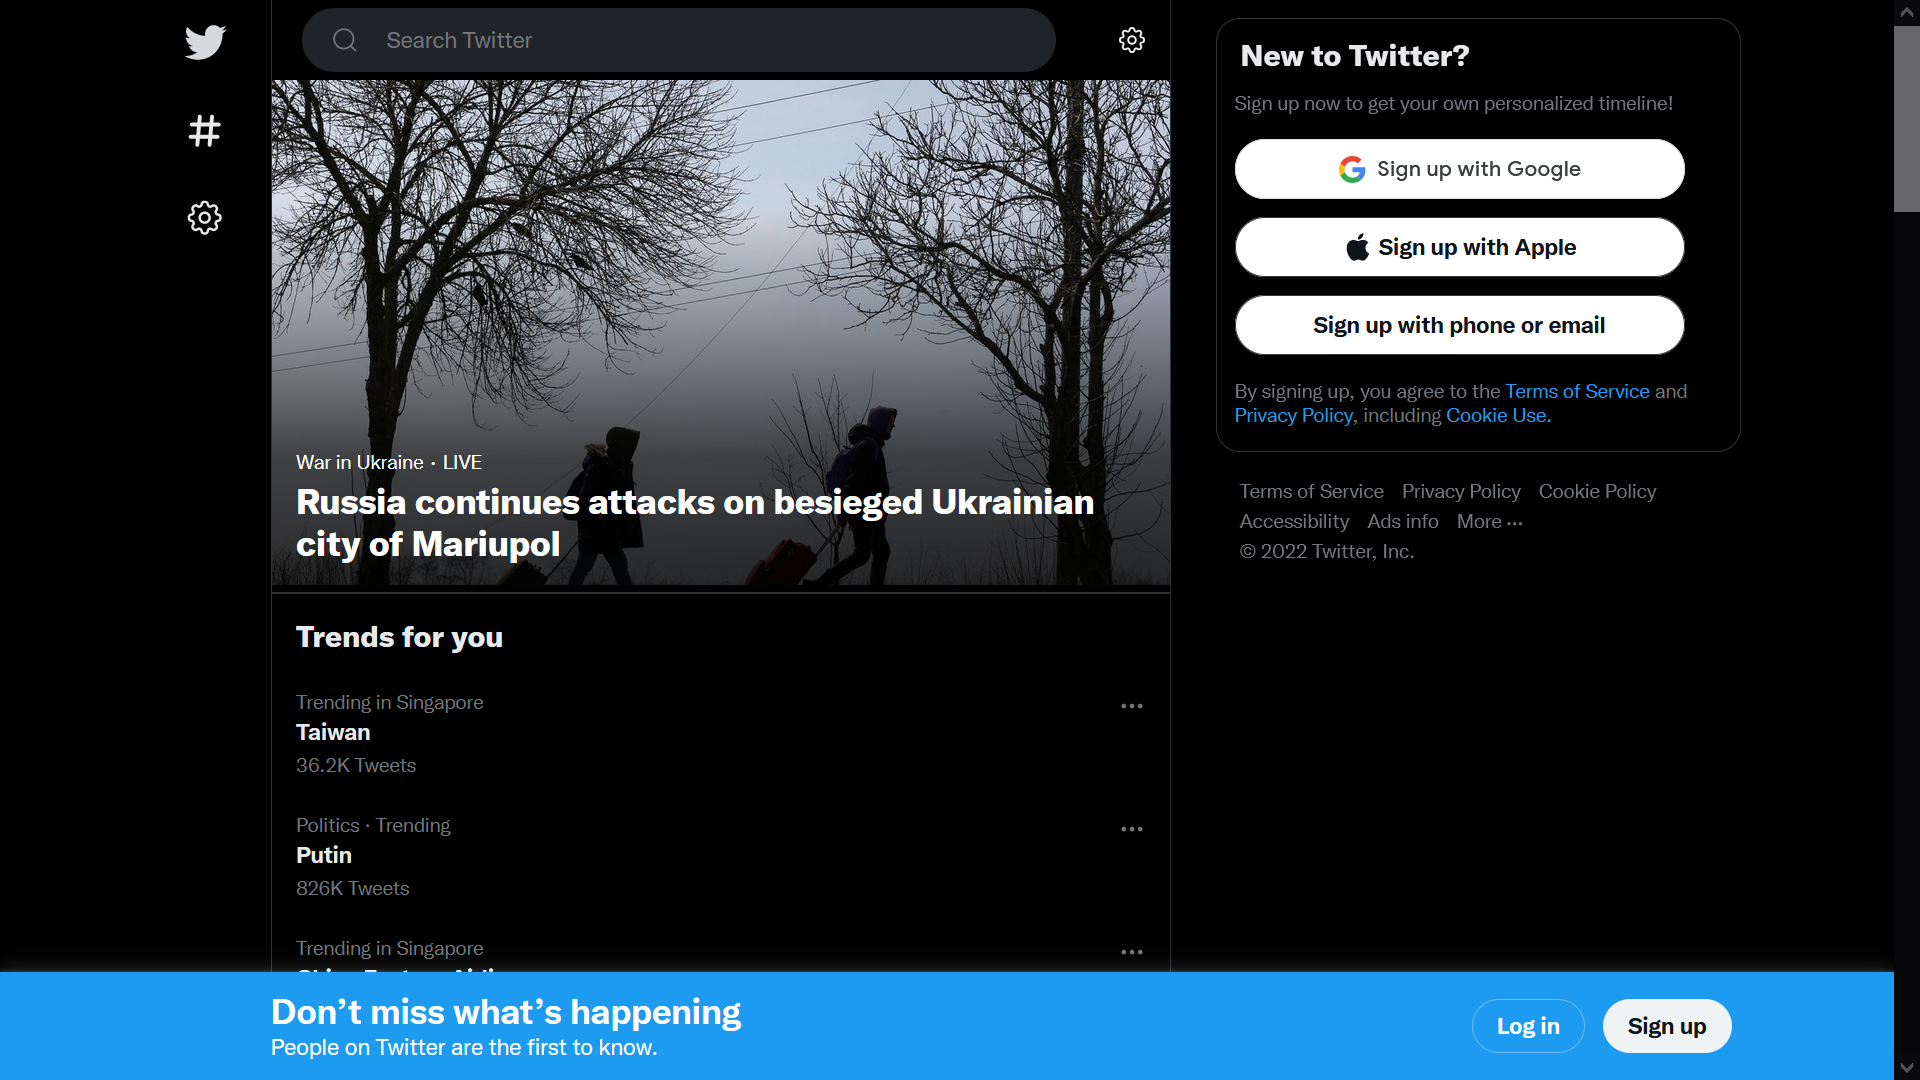 Search Twitter
War in Ukraine · LIVE
Russia continues attacks on besieged Ukrainian
city of Mariupol
Trends for you
Trending in Singapore
Taiwan
36.2K Tweets
Politics · Trending
Putin
826K Tweets
Trending in Singapore
New to Twitter?
Sign up now to get your own personalized timeline!
Sign up with Google
Sign up with Apple
Sign up with phone or email
By signing up, you agree to the Terms of Service and
Privacy Policy, including Cookie Use.
Terms of Service Privacy Policy Cookie Policy
Accessibility Ads info More ···
© 2022 Twitter, Inc.
Don’t miss what’s happening
People on Twitter are the first to know.
Log in
Sign up